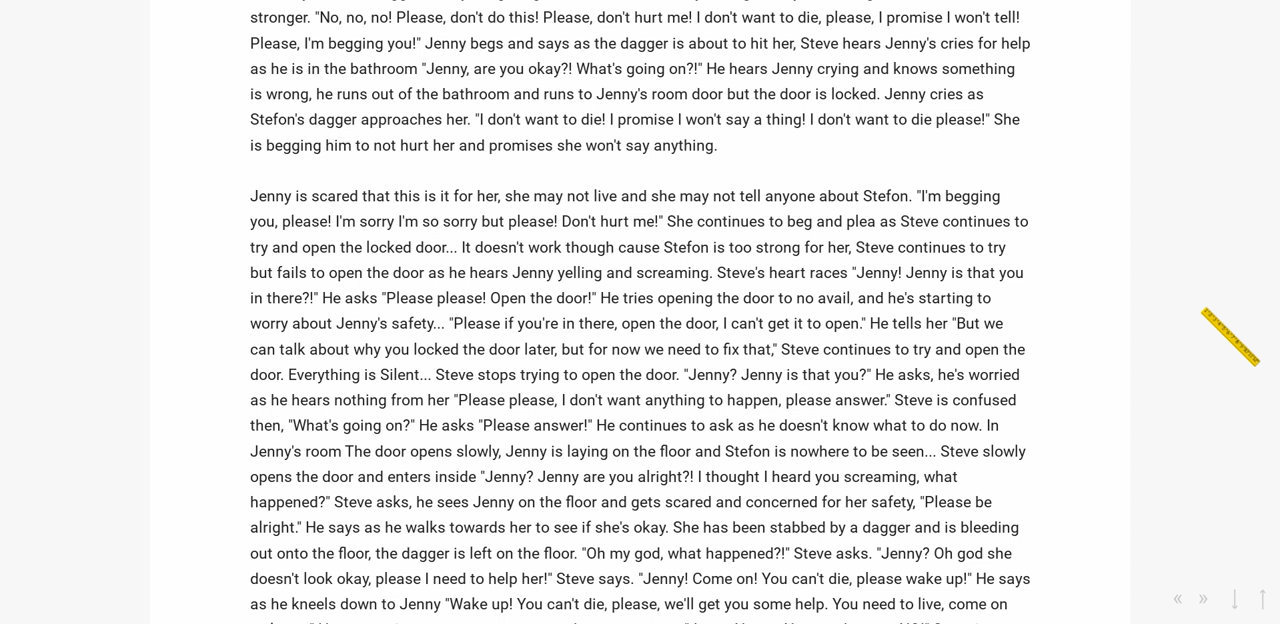 stronger. "No, no, no! Please, don't do this! Please, don't hurt me! I don't want to die, please, I promise I won't tell!
Please, I'm begging you!" Jenny begs and says as the dagger is about to hit her, Steve hears Jenny's cries for help
as he is in the bathroom "Jenny, are you okay?! What's going on?!" He hears Jenny crying and knows something
is wrong, he runs out of the bathroom and runs to Jenny's room door but the door is locked. Jenny cries as
Stefon's dagger approaches her. "I don't want to die! I promise I won't say a thing! I don't want to die please!" She
is begging him to not hurt her and promises she won't say anything.
Jenny is scared that this is it for her, she may not live and she may not tell anyone about Stefon. "I'm begging
you, please! I'm sorry I'm so sorry but please! Don't hurt me!" She continues to beg and plea as Steve continues to
try and open the locked door... It doesn't work though cause Stefon is too strong for her, Steve continues to try
but fails to open the door as he hears Jenny yelling and screaming. Steve's heart races "Jenny! Jenny is that you
in there?!" He asks "Please please! Open the door!" He tries opening the door to no avail, and he's starting to
worry about Jenny's safety... "Please if you're in there, open the door, I can't get it to open." He tells her "But we
can talk about why you locked the door later, but for now we need to fix that," Steve continues to try and open the
door. Everything is Silent... Steve stops trying to open the door. "Jenny? Jenny is that you?" He asks, he's worried
as he hears nothing from her "Please please, I don't want anything to happen, please answer." Steve is confused
then, "What's going on?" He asks "Please answer!" He continues to ask as he doesn't know what to do now. In
Jenny's room The door opens slowly, Jenny is laying on the floor and Stefon is nowhere to be seen... Steve slowly
opens the door and enters inside "Jenny? Jenny are you alright?! I thought I heard you screaming, what
happened?" Steve asks, he sees Jenny on the floor and gets scared and concerned for her safety, "Please be
alright." He says as he walks towards her to see if she's okay. She has been stabbed by a dagger and is bleeding
out onto the floor, the dagger is left on the floor. "Oh my god, what happened?!" Steve asks. "Jenny? Oh god she
doesn't look okay, please I need to help her!" Steve says. "Jenny! Come on! You can't die, please wake up!" He says
as he kneels down to Jenny "Wake up! You can't die, please, we'll get you some help. You need to live, come on